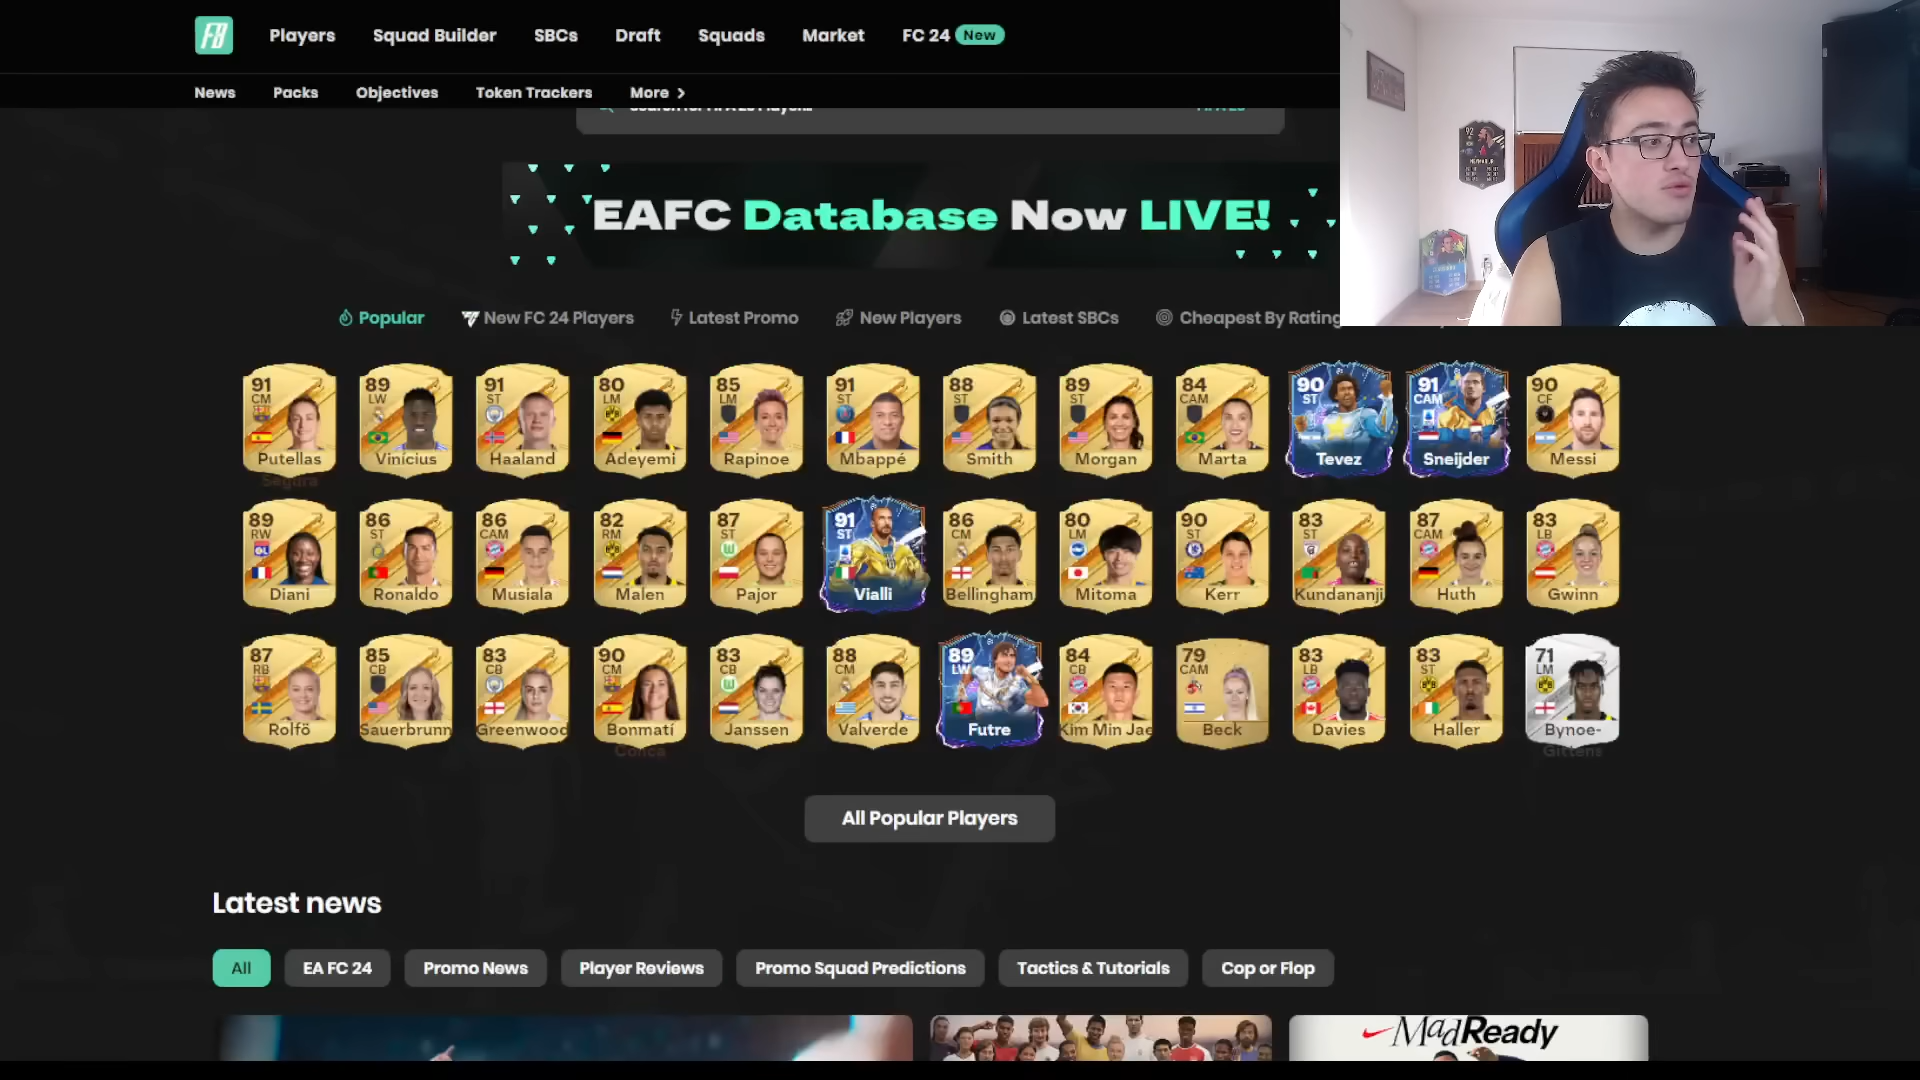 FB Players Squad Builder SBCs Draft Squads Market FC 24 New
News Packs Objectives Token Trackers More
EAFC Database Now LIVE!
Popular New FC 24 Players Latest Promo New Players Latest SBCs Cheapest By Rating
91 89 91 80 85 91 88 89 84 90 91 90
CM LW ST LM LM ST ST ST CAM ST CAM CF
Putellas Vinícius Haaland Adeyemi Rapinoe Mbappé Smith Morgan Marta Tevez Sneijder Messi
Segura
89 86 86 82 87 91 86 80 90 83 87 83
RW ST CAM RM ST ST CM LM ST ST CAM LB
Diani Ronaldo Musiala Malen Pajor Vialli Bellingham Mitoma Kerr Kundananji Huth Gwinn
87 85 83 90 83 88 89 84 79 83 83 71
RB CB CB CM CB CM LW CB CAM LB ST LM
Rolfö Sauerbrunn Greenwood Bonmatí Janssen Valverde Futre Kim Min Jae Beck Davies Haller Bynoe-
Conca Gittens
All Popular Players
Latest news
All EA FC 24 Promo News Player Reviews Promo Squad Predictions Tactics & Tutorials Cop or Flop
MadReady
92